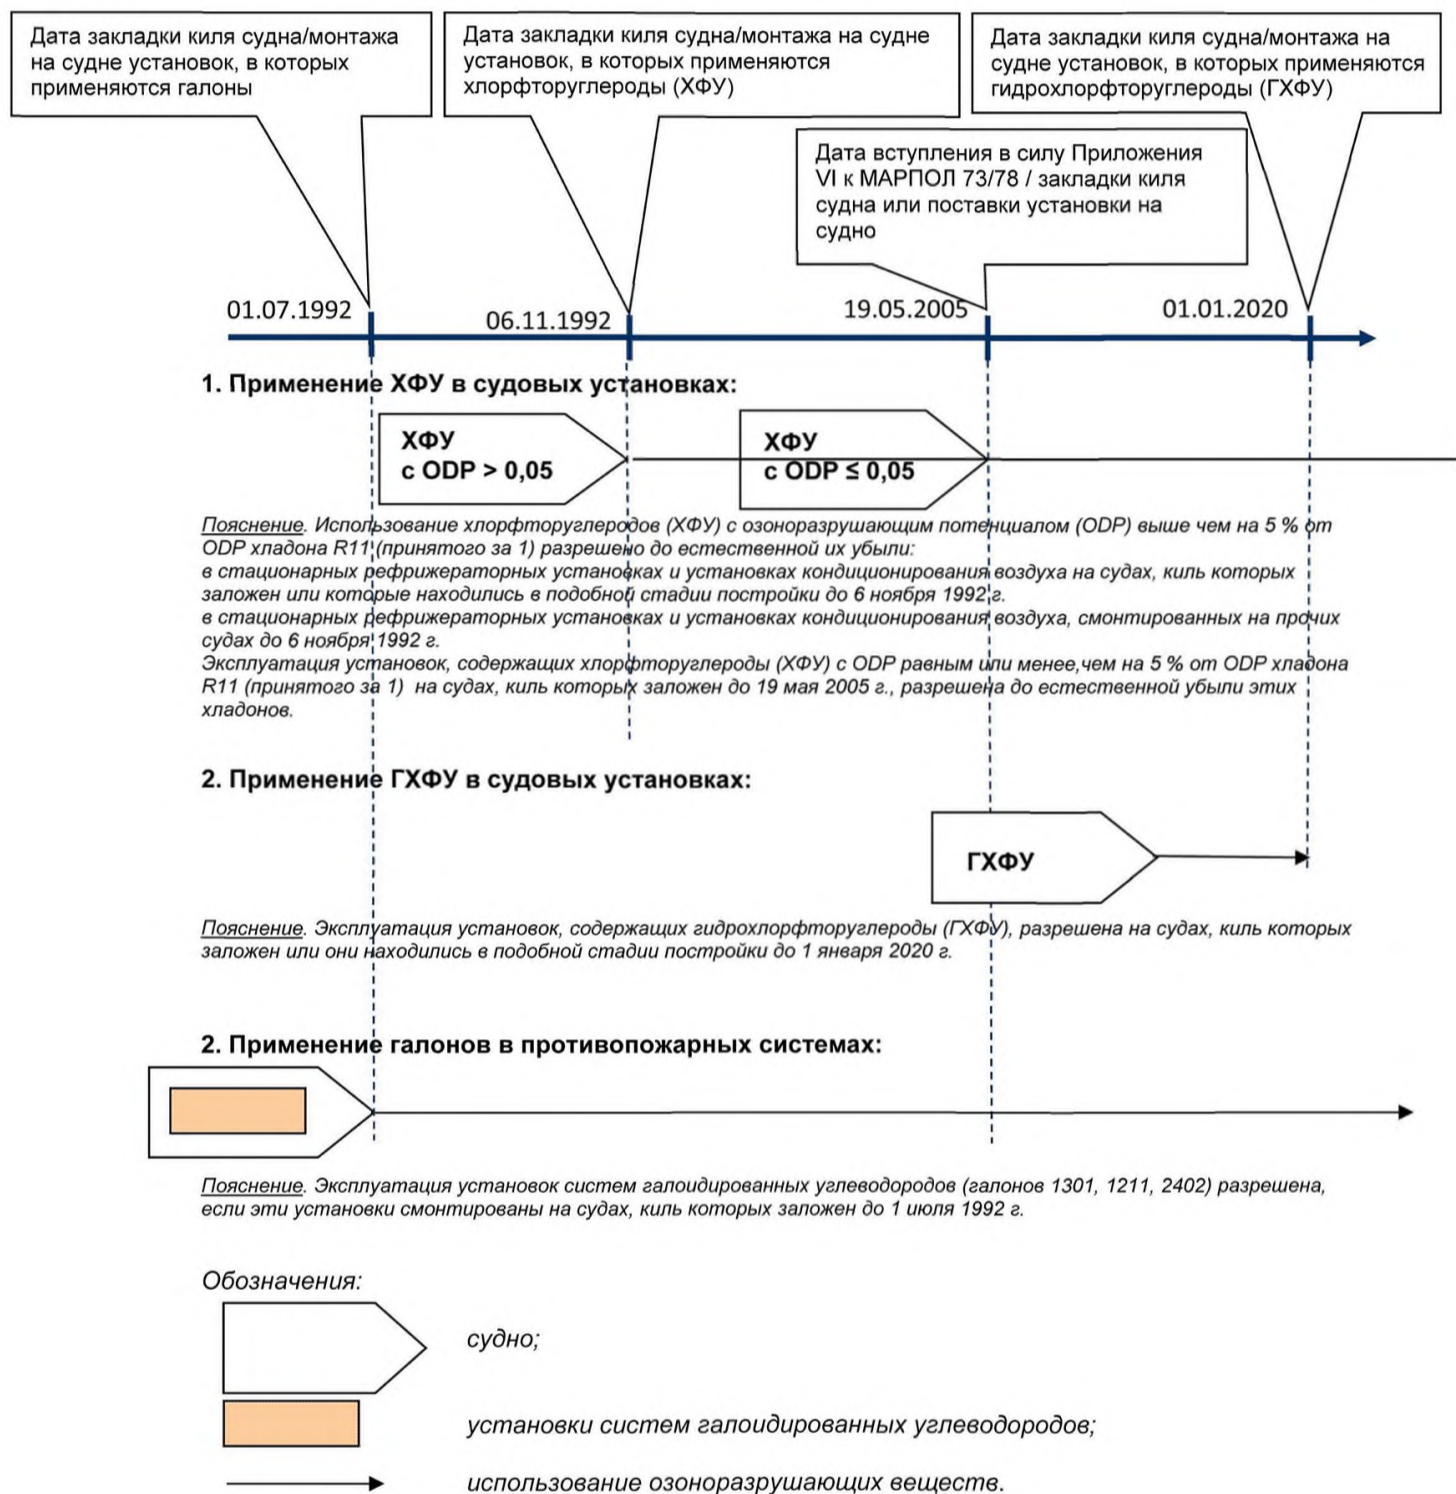 Дата закладки киля судна/монтажа
на судне установок, в которых
применяются галоны
Дата закладки киля судна/монтажа на судне
установок, в которых применяются
хлорфторуглероды (ХФУ)
Дата закладки киля судна/монтажа на
судне установок, в которых применяются
гидрохлорфторуглероды (ГХФУ)
Дата вступления в силу Приложения
VI к МАРПОЛ 73/78 / закладки киля
судна или поставки установки на
судно
01.07.1992
06.11.1992
19.05.2005
01.01.2020
1. Применение ХФУ в судовых установках:
ХФУ
с ODP > 0,05
ХФУ
с ODP ≤ 0,05
Пояснение. Использование хлорфторуглеродов (ХФУ) с озоноразрушающим потенциалом (ODP) выше чем на 5 % от
ODP хладона R11 (принятого за 1) разрешено до естественной их убыли:
в стационарных рефрижераторных установках и установках кондиционирования воздуха на судах, киль которых
заложен или которые находились в подобной стадии постройки до 6 ноября 1992 г.
в стационарных рефрижераторных установках и установках кондиционирования воздуха, смонтированных на прочих
судах до 6 ноября 1992 г.
Эксплуатация установок, содержащих хлорфторуглероды (ХФУ) с ODP равным или менее,чем на 5 % от ODP хладона
R11 (принятого за 1) на судах, киль которых заложен до 19 мая 2005 г., разрешена до естественной убыли этих
хладонов.
2. Применение ГХФУ в судовых установках:
ГХФУ
Пояснение. Эксплуатация установок, содержащих гидрохлорфторуглероды (ГХФУ), разрешена на судах, киль которых
заложен или они находились в подобной стадии постройки до 1 января 2020 г.
2. Применение галонов в противопожарных системах:
Пояснение. Эксплуатация установок систем галоидированных углеводородов (галонов 1301, 1211, 2402) разрешена,
если эти установки смонтированы на судах, киль которых заложен до 1 июля 1992 г.
Обозначения:
судно;
установки систем галоидированных углеводородов;
использование озоноразрушающих веществ.